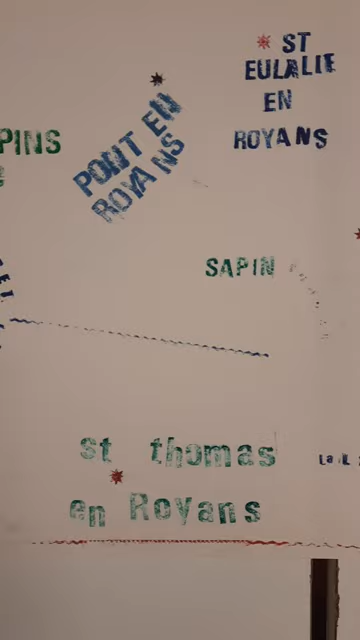 ST
EULALIE
EN
ROYANS
PONT EN
ROYANS
PINS
SAPIN
st thomas
en Royans